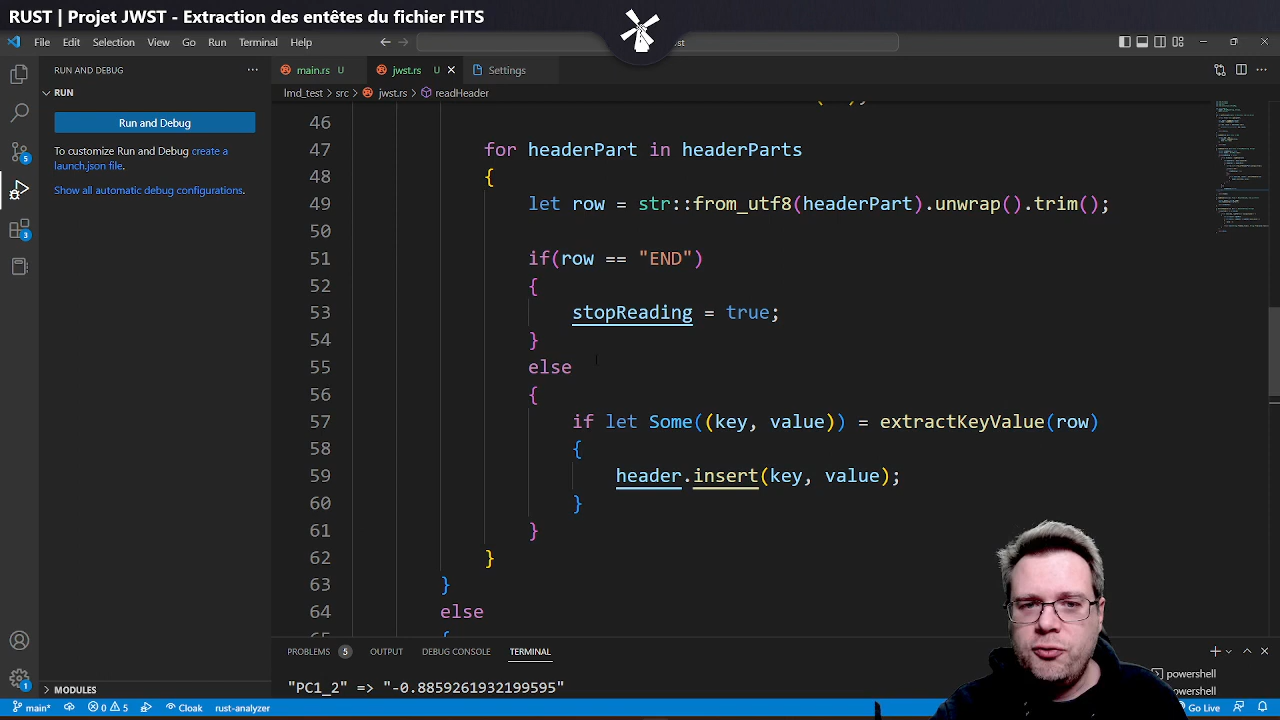 RUST | Projet JWST - Extraction des entêtes du fichier FITS
File Edit Selection View Go Run Terminal Help
RUN AND DEBUG
main.rs U jwst.rs U Settings
RUN
lmd_test > src > jwst.rs > readHeader
Run and Debug
To customize Run and Debug create a
launch.json file.
Show all automatic debug configurations.
46
47 for headerPart in headerParts
48 {
49 let row = str::from_utf8(headerPart).unwrap().trim();
50
51 if(row == "END")
52 {
53 stopReading = true;
54 }
55 else
56 {
57 if let Some((key, value)) = extractKeyValue(row)
58 {
59 header.insert(key, value);
60 }
61 }
62 }
63 }
64 else
{
PROBLEMS 5 OUTPUT DEBUG CONSOLE TERMINAL
"PC1_2" => "-0.8859261932199595"
powershell
powershell
MODULES
main* 0 5 Cloak rust-analyzer Go Live
5
3
1